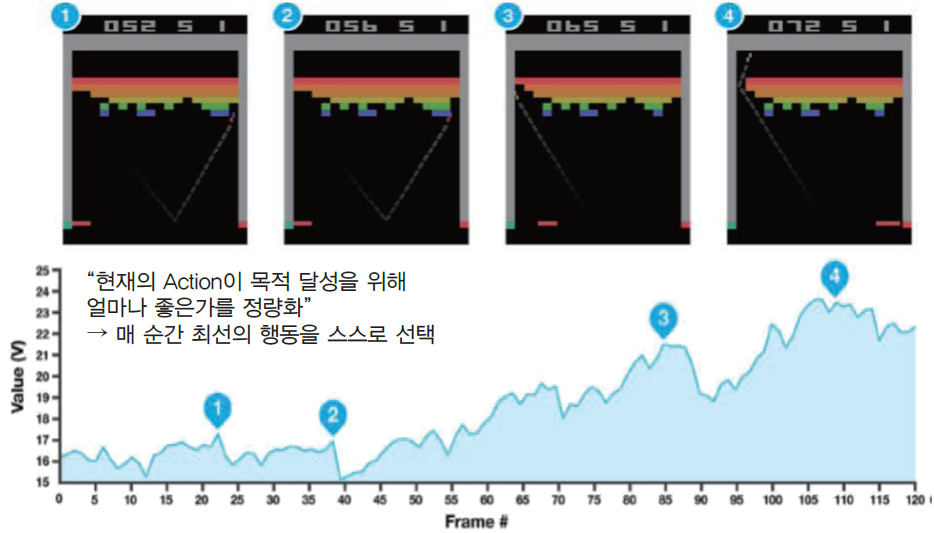 1
2
3
4
052 5 1
056 5 1
065 5 1
072 5 1
“현재의 Action이 목적 달성을 위해
얼마나 좋은가를 정량화”
→ 매 순간 최선의 행동을 스스로 선택
Value (V)
25
24
23
22
21
20
19
18
17
16
15
1
2
3
4
0 5 10 15 20 22 25 30 35 40 45 50 55 60 65 70 75 80 85 90 95 100 105 110 115 120
Frame #